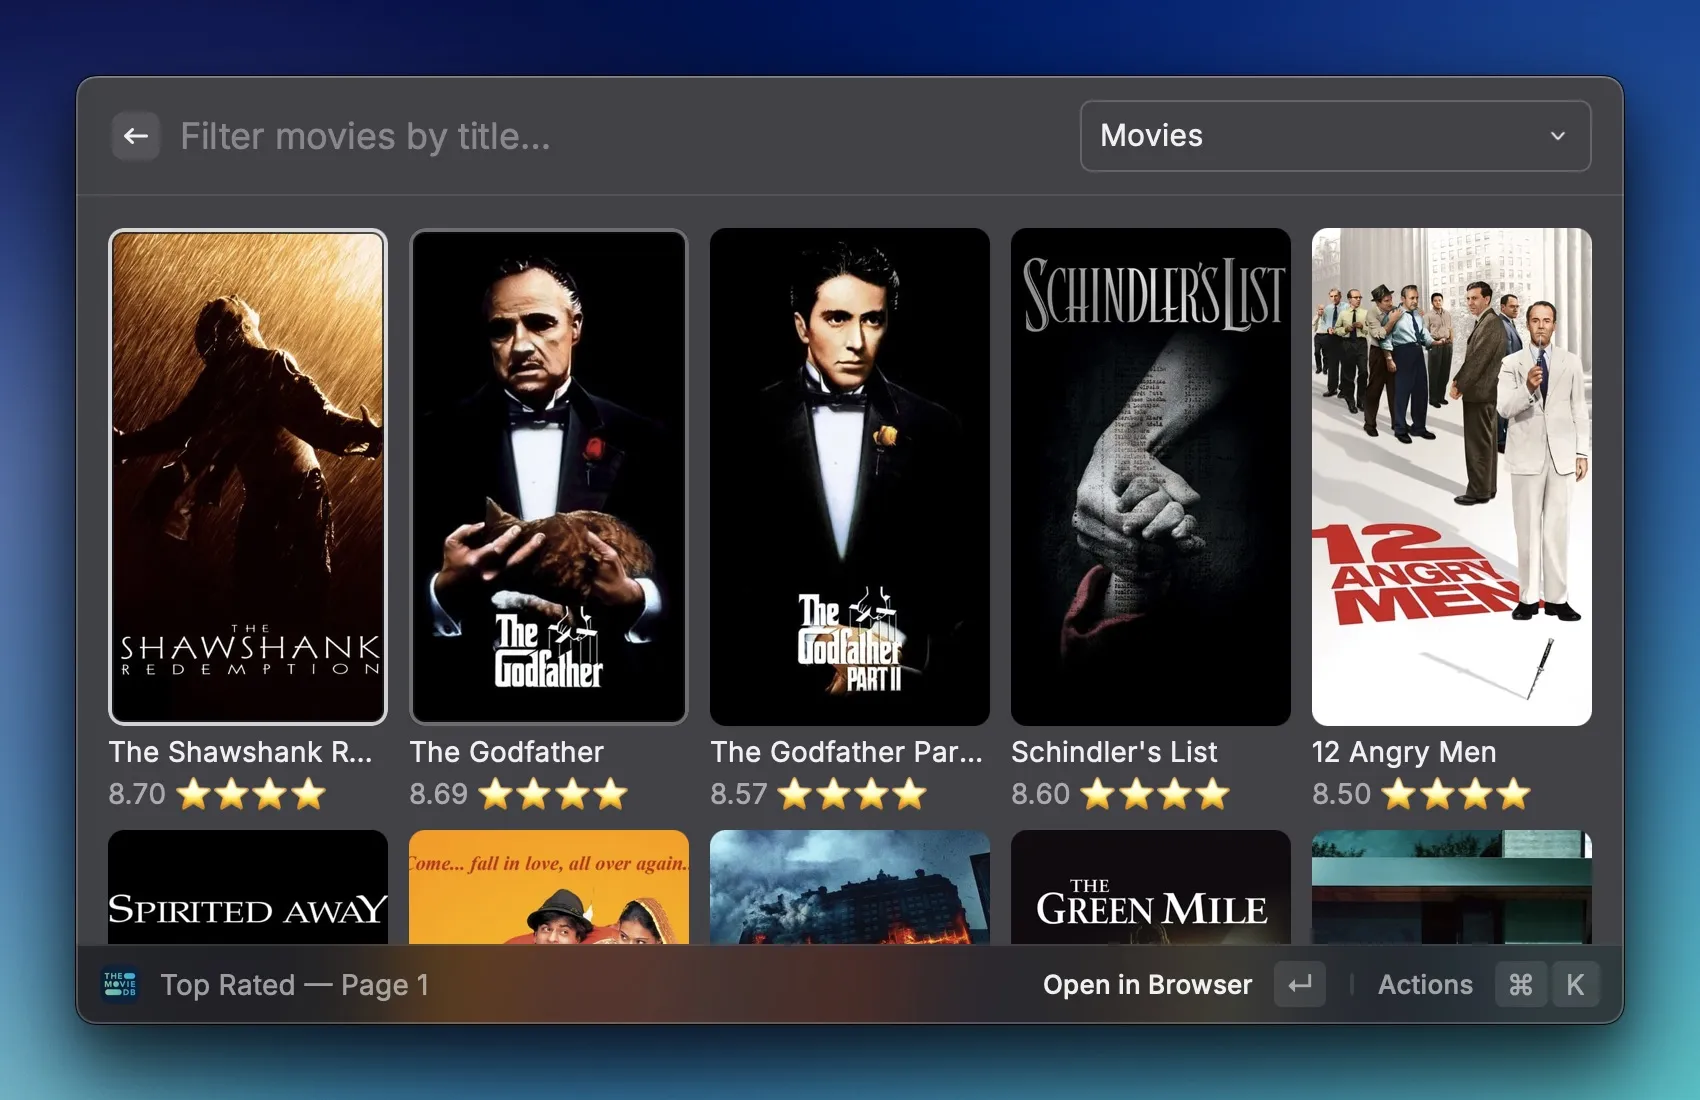 Filter movies by title...
Movies
THE
SHAWSHANK
REDEMPTION
The
Godfather
The
Godfather
PART II
SCHINDLER'S LIST
12
ANGRY
MEN
The Shawshank R...
The Godfather
The Godfather Par...
Schindler's List
12 Angry Men
8.70 ⭐⭐⭐⭐
8.69 ⭐⭐⭐⭐
8.57 ⭐⭐⭐⭐
8.60 ⭐⭐⭐⭐
8.50 ⭐⭐⭐⭐
SPIRITED AWAY
Come... fall in love, all over again..
THE
GREEN MILE
THE
MOVIE
DB
Top Rated — Page 1
Open in Browser
Actions
⌘ K